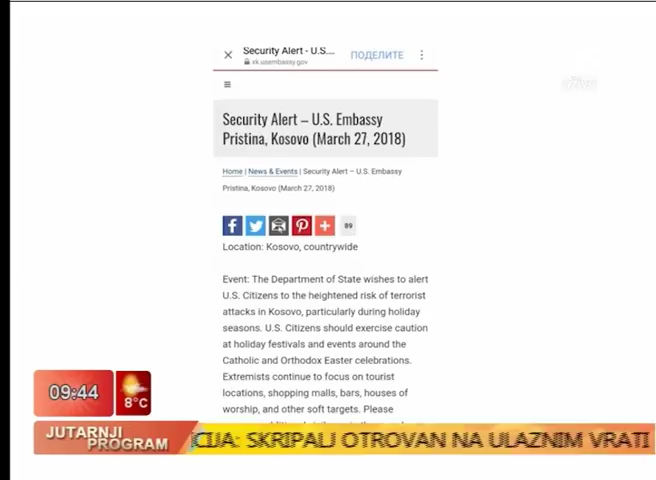 Security Alert - U.S....
ПОДЕЛИТЕ
xk.usembassy.gov
Security Alert – U.S. Embassy
Pristina, Kosovo (March 27, 2018)
Home | News & Events | Security Alert – U.S. Embassy
Pristina, Kosovo (March 27, 2018)
89
Location: Kosovo, countrywide
Event: The Department of State wishes to alert
U.S. Citizens to the heightened risk of terrorist
attacks in Kosovo, particularly during holiday
seasons. U.S. Citizens should exercise caution
at holiday festivals and events around the
Catholic and Orthodox Easter celebrations.
Extremists continue to focus on tourist
locations, shopping malls, bars, houses of
worship, and other soft targets. Please
09:44
8°C
JUTARNJI
PROGRAM
CIJA: SKRIPALJ OTROVAN NA ULAZNIM VRATI